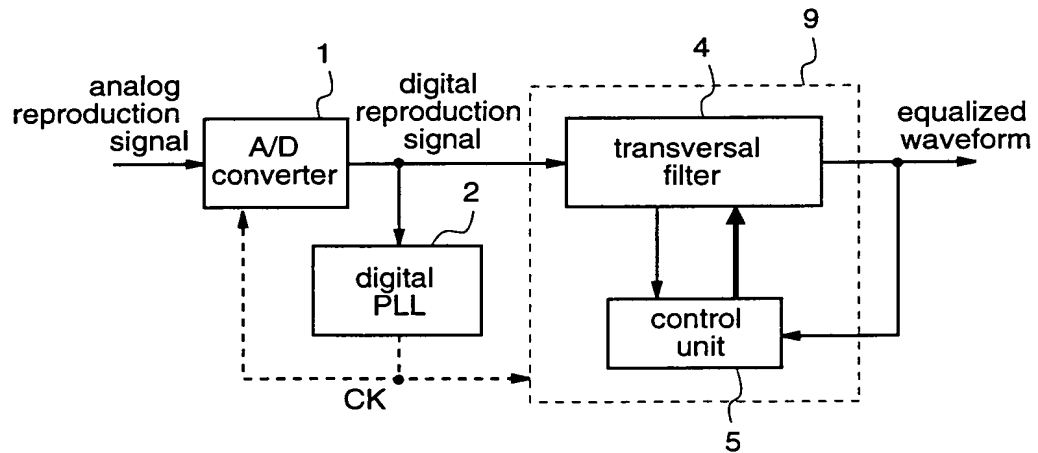 9
1
4
analog
reproduction
signal
digital
reproduction
signal
equalized
waveform
A/D
converter
transversal
filter
2
digital
PLL
control
unit
CK
5